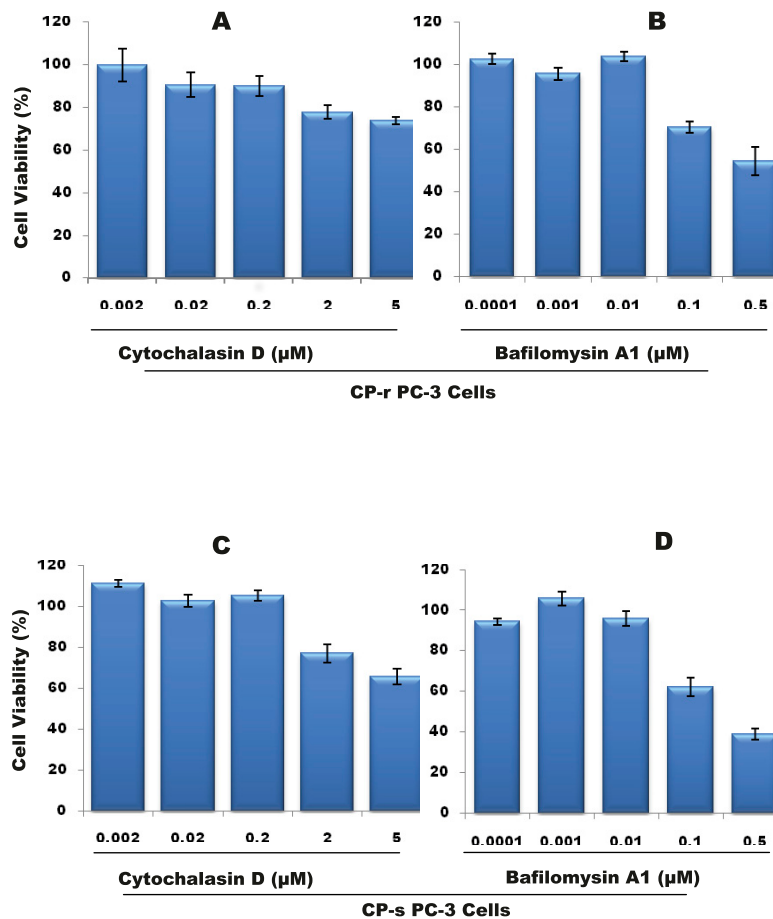 A
B
120
100
80
60
40
20
0
Cell Viability (%)
0.002 0.02 0.2 2 5
Cytochalasin D (µM)
120
100
80
60
40
20
0
0.0001 0.001 0.01 0.1 0.5
Bafilomysin A1 (µM)
CP-r PC-3 Cells
C
D
120
100
80
60
40
20
0
Cell Viability (%)
0.002 0.02 0.2 2 5
Cytochalasin D (µM)
120
100
80
60
40
20
0
0.0001 0.001 0.01 0.1 0.5
Bafilomysin A1 (µM)
CP-s PC-3 Cells